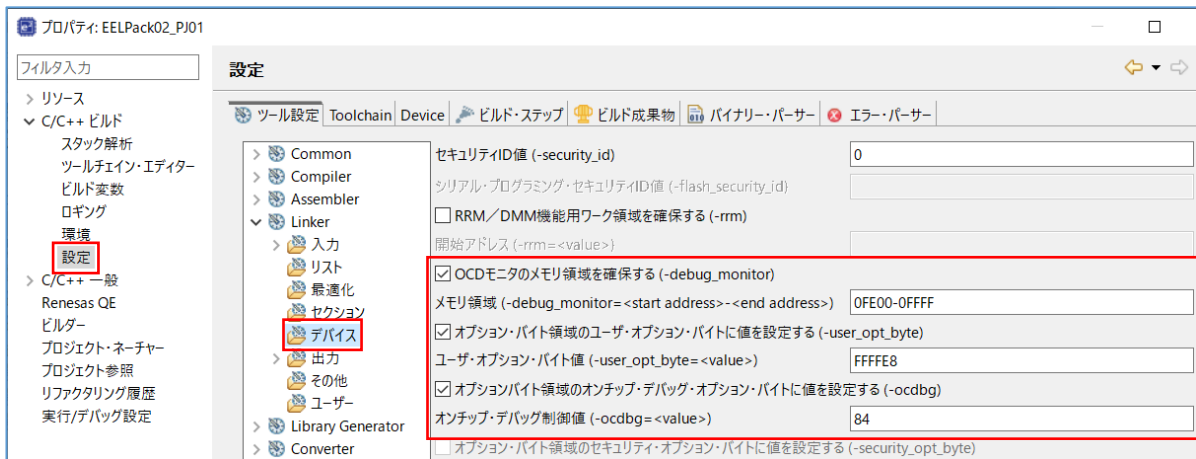 プロパティ: EELPack02_PJ01
フィルタ入力
リソース
C/C++ ビルド
スタック解析
ツールチェイン・エディター
ビルド変数
ロギング
環境
設定
C/C++ 一般
Renesas QE
ビルダー
プロジェクト・ネーチャー
プロジェクト参照
リファクタリング履歴
実行/デバッグ設定
設定
ツール設定 Toolchain Device ビルド・ステップ ビルド成果物 バイナリー・パーサー エラー・パーサー
Common
Compiler
Assembler
Linker
入力
リスト
最適化
セクション
デバイス
出力
その他
ユーザー
Library Generator
Converter
セキュリティID値 (-security_id) 0
シリアル・プログラミング・セキュリティID値 (-flash_security_id)
RRM/DMM機能用ワーク領域を確保する (-rrm)
開始アドレス (-rrm=<value>)
OCDモニタのメモリ領域を確保する (-debug_monitor)
メモリ領域 (-debug_monitor=<start address>-<end address>) 0FE00-0FFFF
オプション・バイト領域のユーザ・オプション・バイトに値を設定する (-user_opt_byte)
ユーザ・オプション・バイト値 (-user_opt_byte=<value>) FFFFE8
オプションバイト領域のオンチップ・デバッグ・オプション・バイトに値を設定する (-ocdbg)
オンチップ・デバッグ制御値 (-ocdbg=<value>) 84
オプション・バイト領域のセキュリティ・オプション・バイトに値を設定する (-security_opt_byte)